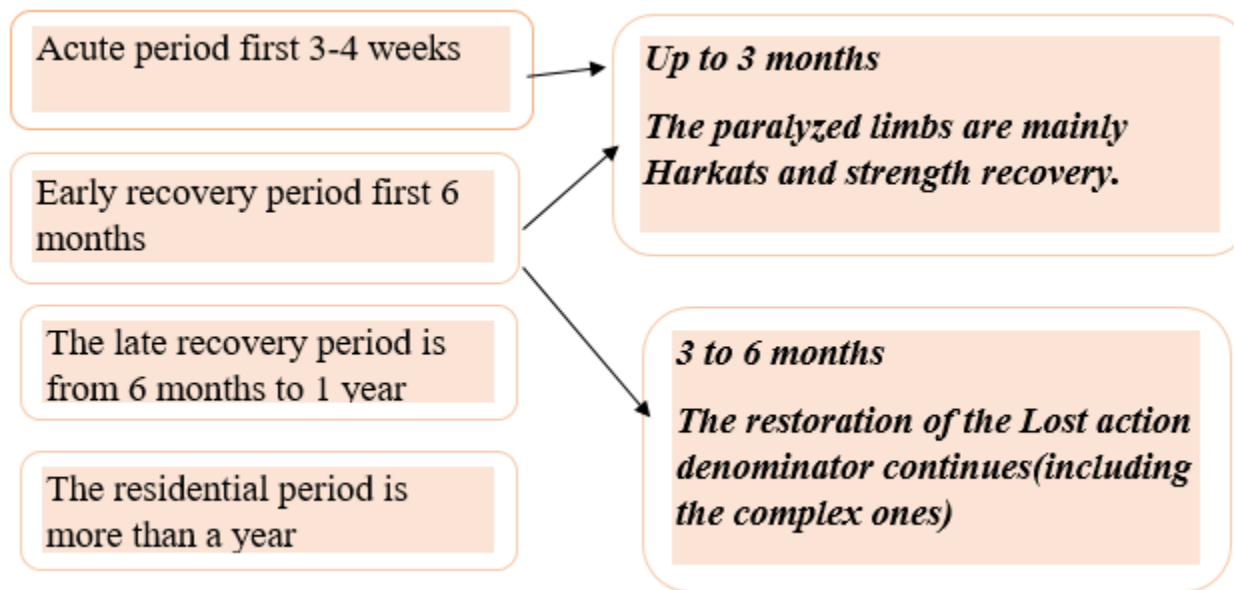 Acute period first 3-4 weeks
Early recovery period first 6
months
The late recovery period is
from 6 months to 1 year
The residential period is
more than a year
Up to 3 months
The paralyzed limbs are mainly
Harkats and strength recovery.
3 to 6 months
The restoration of the Lost action
denominator continues(including
the complex ones)